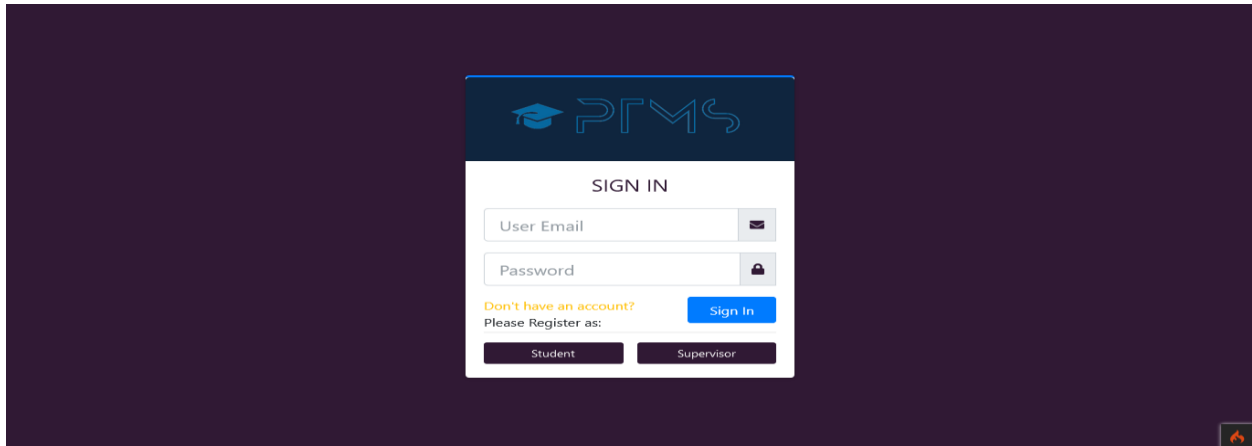 PTMS
SIGN IN
User Email
Password
Don't have an account?
Sign In
Please Register as:
Student
Supervisor